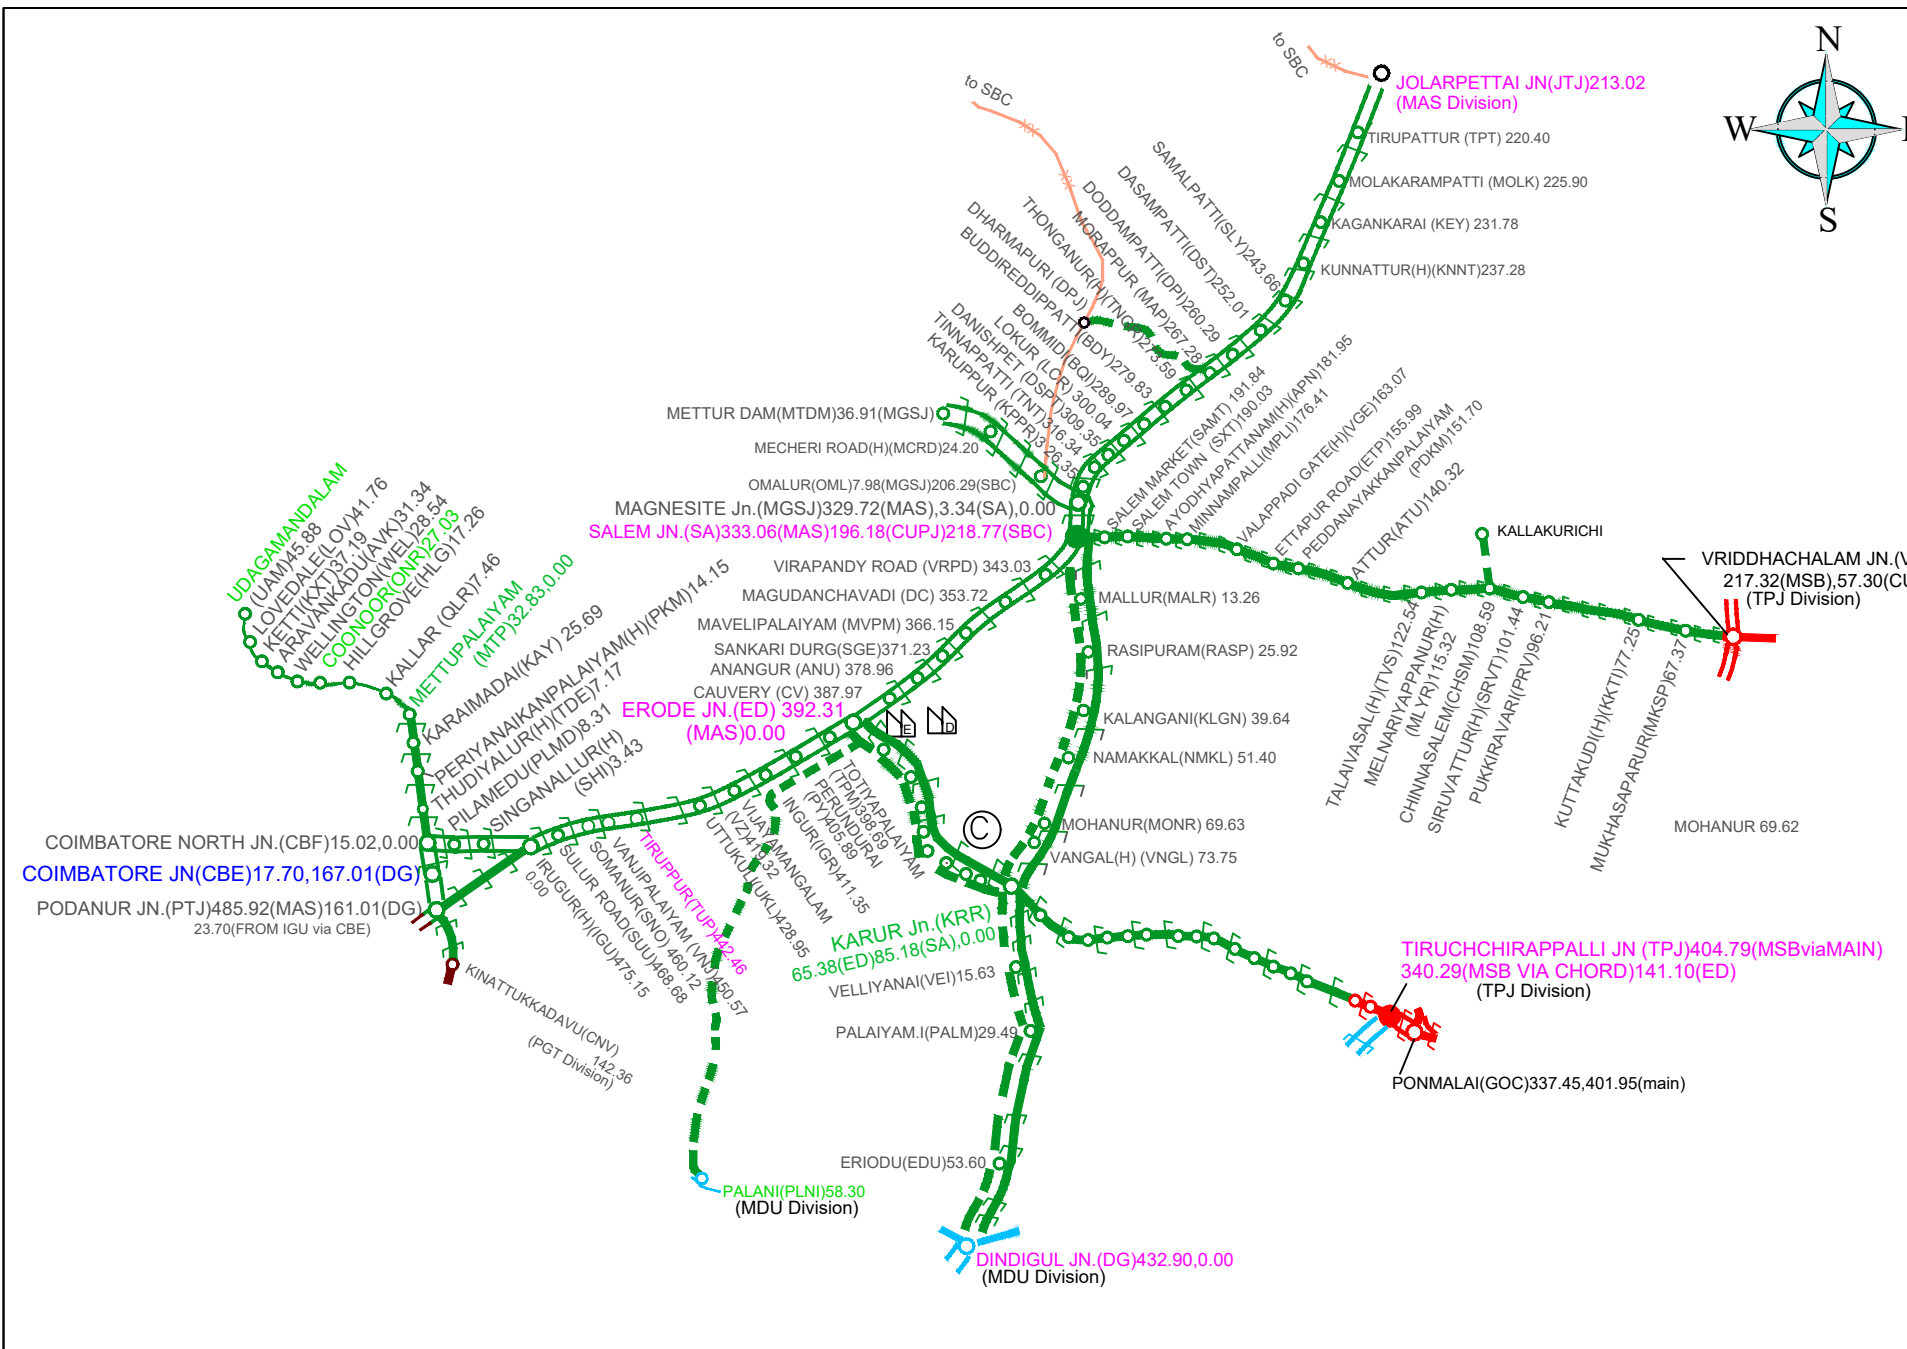 N
W
S
to SBC
to SBC
JOLARPETTAI JN(JTJ)213.02
(MAS Division)
TIRUPATTUR (TPT) 220.40
MOLAKARAMPATTI (MOLK) 225.90
KAGANKARAI (KEY) 231.78
KUNNATTUR(H)(KNNT)237.28
SAMALPATTI(SLY)243.66
DASAMPATTI(DST)252.01
DODDAMPATTI(DPI)260.29
MORAPPUR (MAP)267.28
THONGANUR(H)(TNGR)273.59
DHARMAPURI (DPJ)
BUDDIREDDIPPATTI(BDY)279.83
BOMMIDI(BQI)289.97
LOKUR (LCR) 300.04
DANISHPET (DSPT)309.35
TINNAPPATTI (TNT)316.34
KARUPPUR (KPPR)326.35
METTUR DAM(MTDM)36.91(MGSJ)
MECHERI ROAD(H)(MCRD)24.20
OMALUR(OML)7.98(MGSJ)206.29(SBC)
MAGNESITE Jn.(MGSJ)329.72(MAS),3.34(SA),0.00
SALEM JN.(SA)333.06(MAS)196.18(CUPJ)218.77(SBC)
SALEM MARKET(SAMT) 191.84
SALEM TOWN (SXT)190.03
AYODHYAPATTANAM(H)(APN)181.95
MINNAMPALLI(MPLI)176.41
VALAPPADI GATE(H)(VGE)163.07
ETTAPUR ROAD(ETP)155.99
PEDDANAYAKKANPALAIYAM
(PDKM)151.70
ATTUR(ATU)140.32
KALLAKURICHI
VRIDDHACHALAM JN.(V
217.32(MSB),57.30(CU
(TPJ Division)
TALAIVASAL(H)(TVS)122.54
MELNARIYAPPANUR(H)
(MLYR)115.32
CHINNASALEM(CHSM)108.59
SIRUVATTUR(H)(SRVT)101.44
PUKKIRAVARI(PRV)96.21
KUTTAKUDI(H)(KKTI)77.25
MUKHASAPARUR(MKSP)67.37
MOHANUR 69.62
VIRAPANDY ROAD (VRPD) 343.03
MAGUDANCHAVADI (DC) 353.72
MAVELIPALAIYAM (MVPM) 366.15
SANKARI DURG(SGE)371.23
ANANGUR (ANU) 378.96
CAUVERY (CV) 387.97
ERODE JN.(ED) 392.31
(MAS)0.00
E
D
MALLUR(MALR) 13.26
RASIPURAM(RASP) 25.92
KALANGANI(KLGN) 39.64
NAMAKKAL(NMKL) 51.40
MOHANUR(MONR) 69.63
VANGAL(H) (VNGL) 73.75
C
UDAGAMANDALAM
(UAM)45.88
LOVEDALE(LOV)41.76
KETTI(KXT)37.19
ARAVANKADU(AVK)31.34
WELLINGTON(WEL)28.54
COONOOR(ONR)27.03
HILLGROVE(HLG)17.26
KALLAR (QLR)7.46
METTUPALAIYAM
(MTP)32.83,0.00
KARAIMADAI(KAY) 25.69
PERIYANAIKANPALAIYAM(H)(PKM)14.15
THUDIYALUR(H)(TDE)7.17
PILAMEDU(PLMD)8.31
SINGANALLUR(H)
(SHI)3.43
COIMBATORE NORTH JN.(CBF)15.02,0.00
COIMBATORE JN(CBE)17.70,167.01(DG)
PODANUR JN.(PTJ)485.92(MAS)161.01(DG)
23.70(FROM IGU via CBE)
KINATTUKKADAVU(CNV)
142.36
(PGT Division)
IRUGUR(H)(IGU)475.15
0.00
SULUR ROAD(SUU)468.68
SOMANUR(SNO) 460.12
VANJIPALAIYAM (VNJ)450.57
TIRUPPUR(TUP)442.46
UTTUKULI(UKL)428.95
VIJAYAMANGALAM
(VZ)419.32
INGUR(IGR)411.35
PERUNDURAI
(PY)405.89
TOTIYAPALAIYAM
(TPM)398.69
KARUR Jn.(KRR)
65.38(ED)85.18(SA),0.00
VELLIYANAI(VEI)15.63
PALAIYAM.I(PALM)29.49
ERIODU(EDU)53.60
PALANI(PLNI)58.30
(MDU Division)
DINDIGUL JN.(DG)432.90,0.00
(MDU Division)
TIRUCHCHIRAPPALLI JN (TPJ)404.79(MSBviaMAIN)
340.29(MSB VIA CHORD)141.10(ED)
(TPJ Division)
PONMALAI(GOC)337.45,401.95(main)